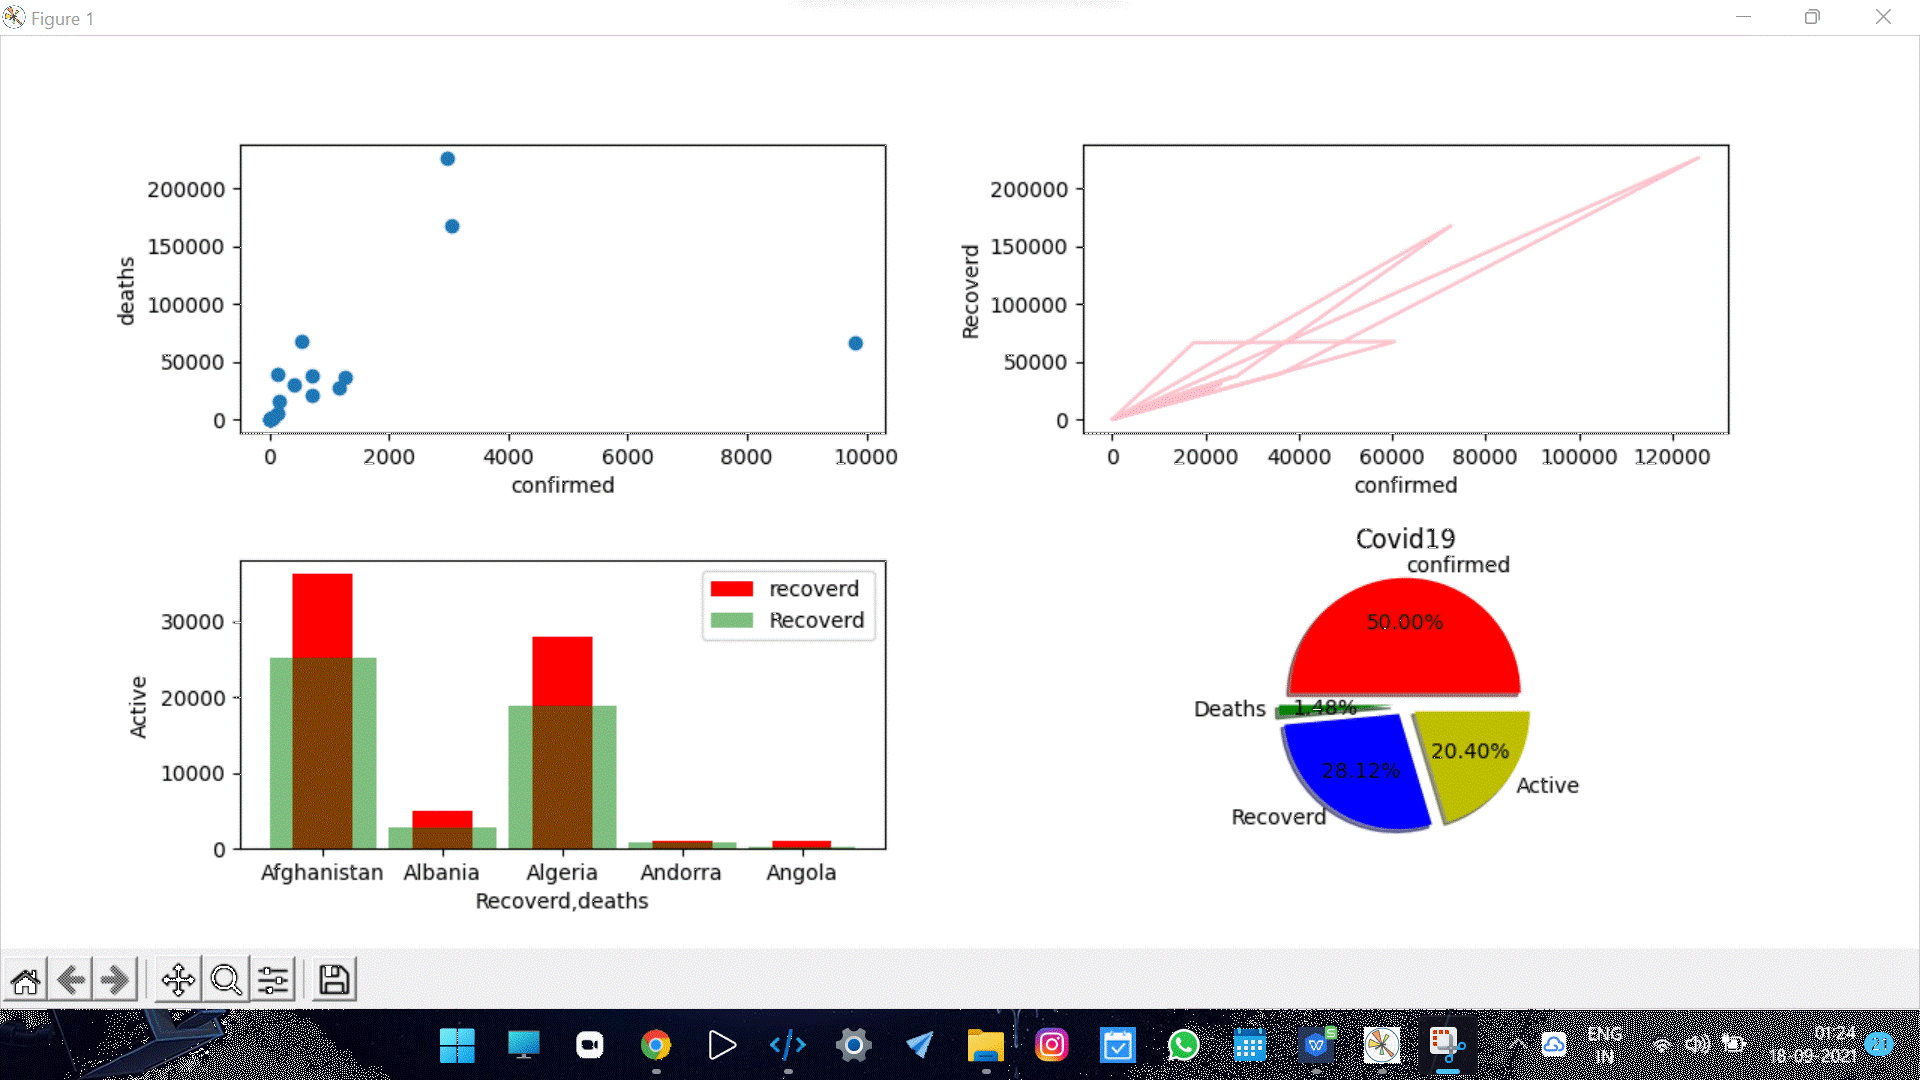 Figure 1
200000
150000
100000
50000
0
deaths
0 2000 4000 6000 8000 10000
confirmed
200000
150000
100000
50000
0
Recoverd
0 20000 40000 60000 80000 100000 120000
confirmed
30000
20000
10000
0
Active
recoverd
Recoverd
Afghanistan Albania Algeria Andorra Angola
Recoverd,deaths
Covid19
confirmed
50.00%
Deaths
1.48%
20.40%
28.12%
Active
Recoverd
ENG
IN
01:24
18-09-2021
21